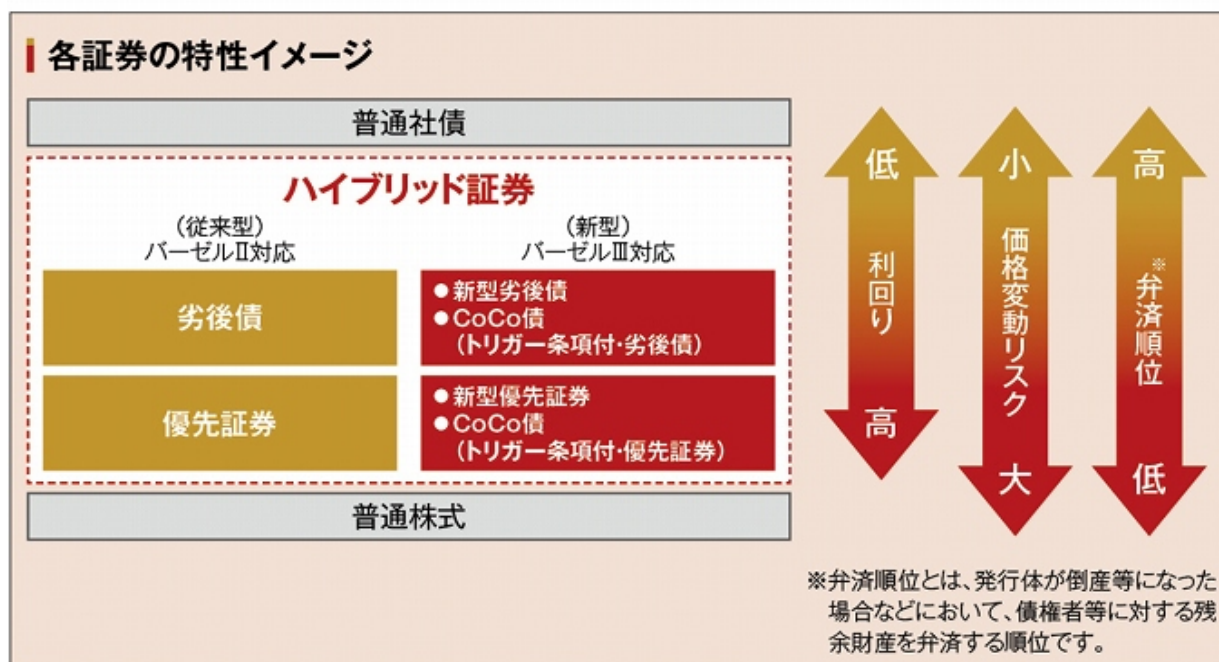 各証券の特性イメージ
普通社債
ハイブリッド証券
（従来型）
バーゼルⅡ対応
（新型）
バーゼルⅢ対応
劣後債
●新型劣後債
●CoCo債
（トリガー条項付・劣後債）
優先証券
●新型優先証券
●CoCo債
（トリガー条項付・優先証券）
普通株式
低
利回り
高
小
価格変動リスク
大
高
※弁済順位
低
※弁済順位とは、発行体が倒産等になった
場合などにおいて、債権者等に対する残
余財産を弁済する順位です。